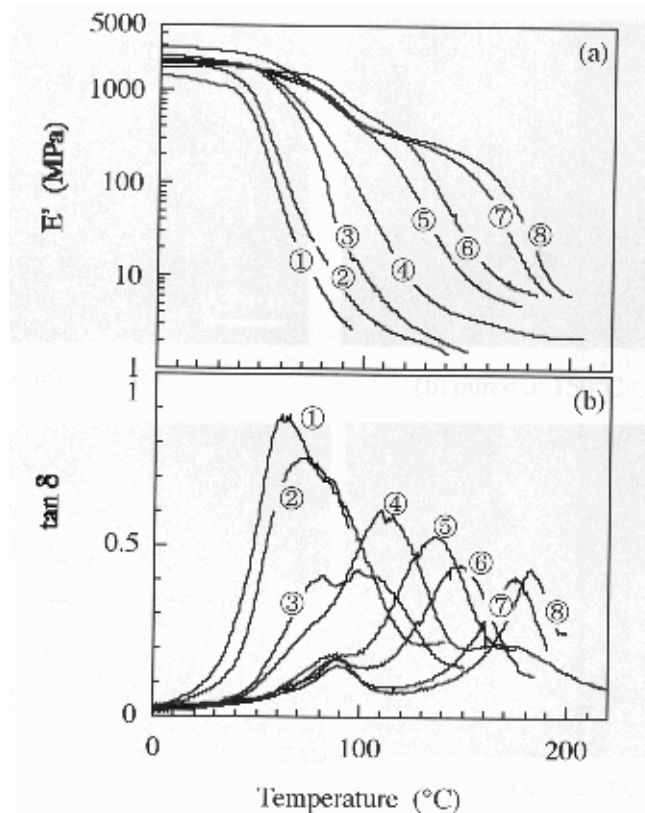 5000
(a)
1000
E' (MPa)
100
① ② ③ ④ ⑤ ⑥ ⑦ ⑧
10
1
1
(b)
①
②
④
tan δ
0.5
⑤
⑥
③
⑦
⑧
0
0 100 200
Temperature (°C)